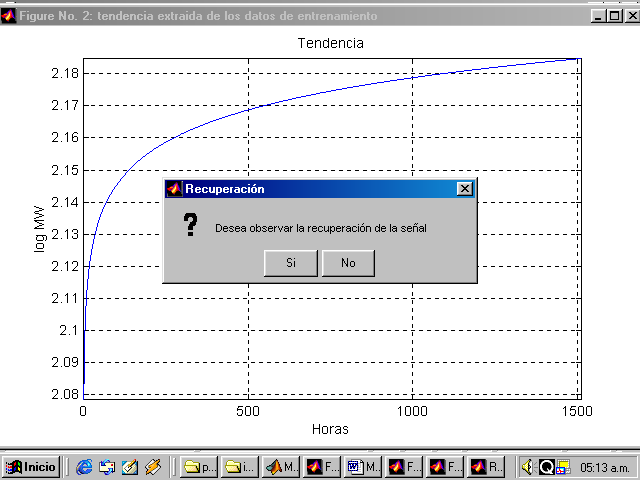 Figure No. 2: tendencia extraida de los datos de entrenamiento
Tendencia
2.18
2.17
2.16
2.15
2.14
2.13
2.12
2.11
2.1
2.09
2.08
log MW
0 500 1000 1500
Horas
Recuperación
? Desea observar la recuperación de la señal
Si No
Inicio p... i... M... F... M... F... F... R... 05:13 a.m.